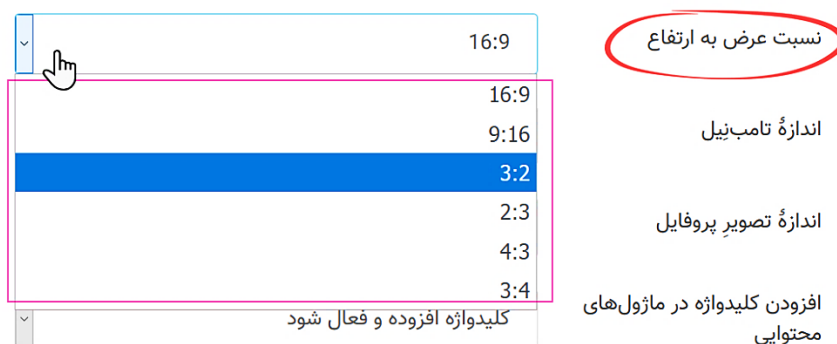 نسبت عرض به ارتفاع
16:9
16:9
9:16
3:2
2:3
4:3
3:4
اندازهٔ تامب‌نِیل
اندازهٔ تصویرِ پروفایل
افزودن کلیدواژه در ماژول‌های
محتوایی
کلیدواژه افزوده و فعال شود